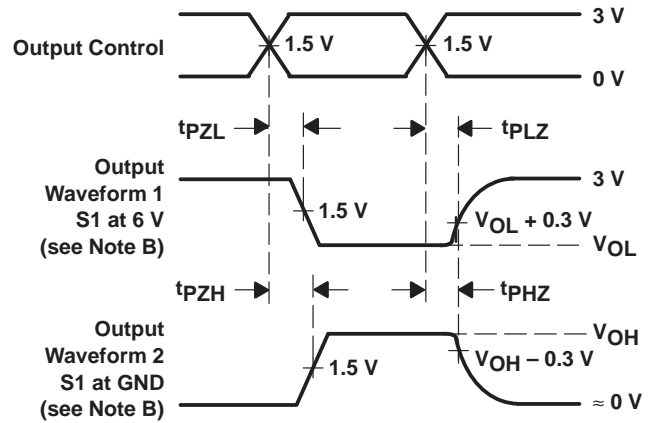 3 V
Output Control
1.5 V
1.5 V
0 V
tPZL
tPLZ
Output
Waveform 1
S1 at 6 V
(see Note B)
3 V
1.5 V
VOL + 0.3 V
VOL
tPZH
tPHZ
Output
Waveform 2
S1 at GND
(see Note B)
VOH
1.5 V
VOH – 0.3 V
≈ 0 V